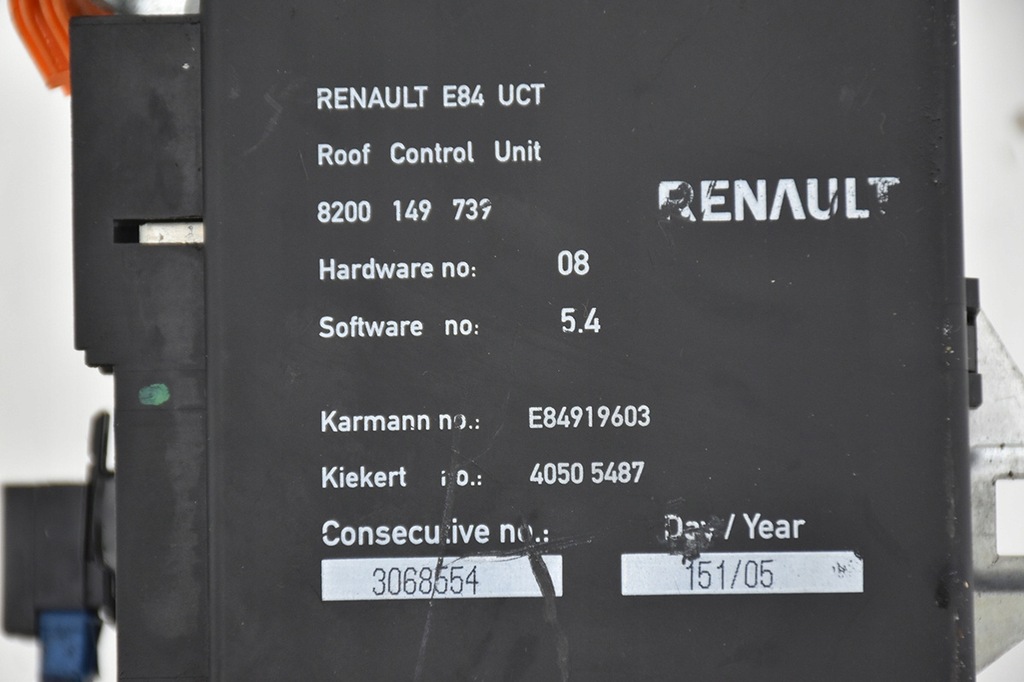 RENAULT E84 UCT
Roof Control Unit
8200 149 739
RENAULT
Hardware no: 08
Software no: 5.4
Karmann no.: E84919603
Kiekert no.: 4050 5487
Consecutive no.: Day / Year
3068554 151/05